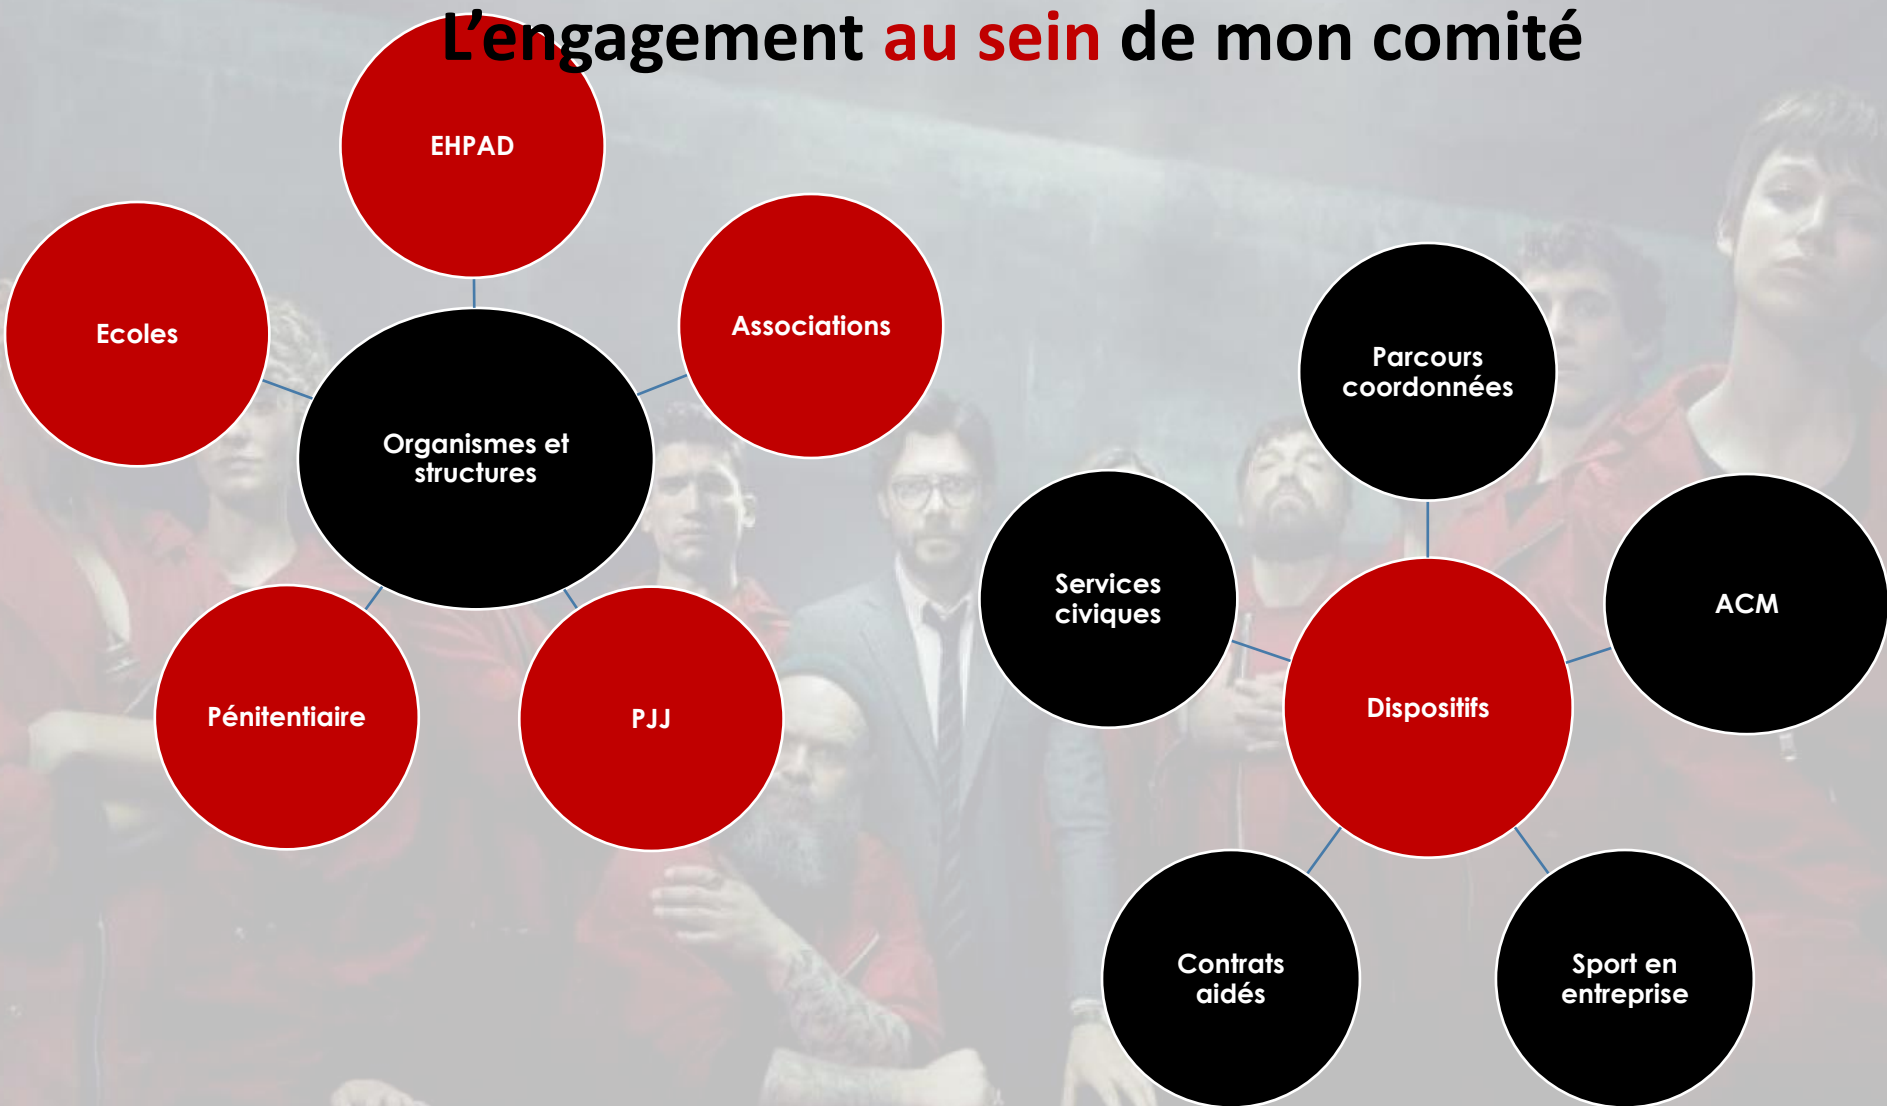 L’engagement au sein de mon comité
EHPAD
Ecoles
Associations
Organismes et
structures
Pénitentiaire
PJJ
Parcours
coordonnées
Services
civiques
ACM
Dispositifs
Contrats
aidés
Sport en
entreprise